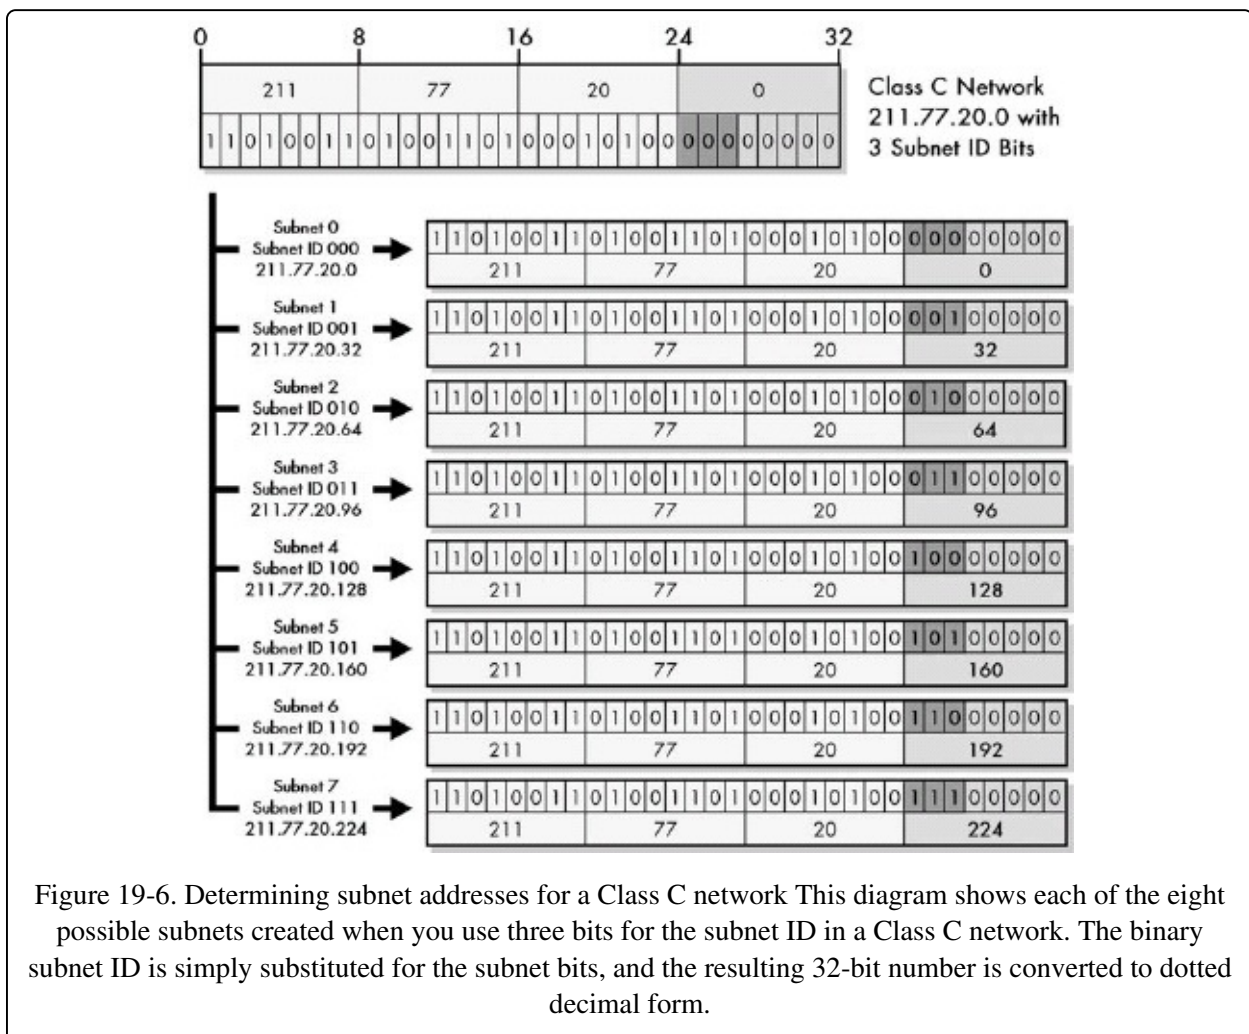 0 8 16 24 32
211 77 20 0
1 1 0 1 0 0 1 1 0 1 0 0 1 1 0 1 0 0 0 1 0 1 0 0 0 0 0 0 0 0 0 0
Class C Network
211.77.20.0 with
3 Subnet ID Bits
Subnet 0
Subnet ID 000
211.77.20.0
1 1 0 1 0 0 1 1 0 1 0 0 1 1 0 1 0 0 0 1 0 1 0 0 0 0 0 0 0 0 0 0
211 77 20 0
Subnet 1
Subnet ID 001
211.77.20.32
1 1 0 1 0 0 1 1 0 1 0 0 1 1 0 1 0 0 0 1 0 1 0 0 0 0 1 0 0 0 0 0
211 77 20 32
Subnet 2
Subnet ID 010
211.77.20.64
1 1 0 1 0 0 1 1 0 1 0 0 1 1 0 1 0 0 0 1 0 1 0 0 0 1 0 0 0 0 0 0
211 77 20 64
Subnet 3
Subnet ID 011
211.77.20.96
1 1 0 1 0 0 1 1 0 1 0 0 1 1 0 1 0 0 0 1 0 1 0 0 0 1 1 0 0 0 0 0
211 77 20 96
Subnet 4
Subnet ID 100
211.77.20.128
1 1 0 1 0 0 1 1 0 1 0 0 1 1 0 1 0 0 0 1 0 1 0 0 1 0 0 0 0 0 0 0
211 77 20 128
Subnet 5
Subnet ID 101
211.77.20.160
1 1 0 1 0 0 1 1 0 1 0 0 1 1 0 1 0 0 0 1 0 1 0 0 1 0 1 0 0 0 0 0
211 77 20 160
Subnet 6
Subnet ID 110
211.77.20.192
1 1 0 1 0 0 1 1 0 1 0 0 1 1 0 1 0 0 0 1 0 1 0 0 1 1 0 0 0 0 0 0
211 77 20 192
Subnet 7
Subnet ID 111
211.77.20.224
1 1 0 1 0 0 1 1 0 1 0 0 1 1 0 1 0 0 0 1 0 1 0 0 1 1 1 0 0 0 0 0
211 77 20 224
Figure 19-6. Determining subnet addresses for a Class C network This diagram shows each of the eight
possible subnets created when you use three bits for the subnet ID in a Class C network. The binary
subnet ID is simply substituted for the subnet bits, and the resulting 32-bit number is converted to dotted
decimal form.